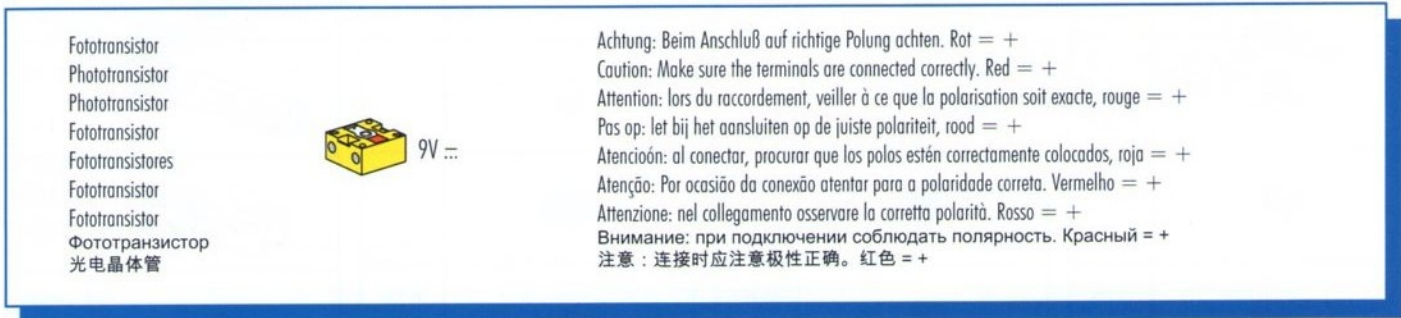 Fototransistor
Phototransistor
Phototransistor
Fototransistor
Fototransistores
Fototransistor
Fototransistor
Фототранзистор
光电晶体管
9V ⎓
Achtung: Beim Anschluß auf richtige Polung achten. Rot = +
Caution: Make sure the terminals are connected correctly. Red = +
Attention: lors du raccordement, veiller à ce que la polarisation soit exacte, rouge = +
Pas op: let bij het aansluiten op de juiste polariteit, rood = +
Atencioón: al conectar, procurar que los polos estén correctamente colocados, roja = +
Atenção: Por ocasião da conexão atentar para a polaridade correta. Vermelho = +
Attenzione: nel collegamento osservare la corretta polarità. Rosso = +
Внимание: при подключении соблюдать полярность. Красный = +
注意：连接时应注意极性正确。红色 = +